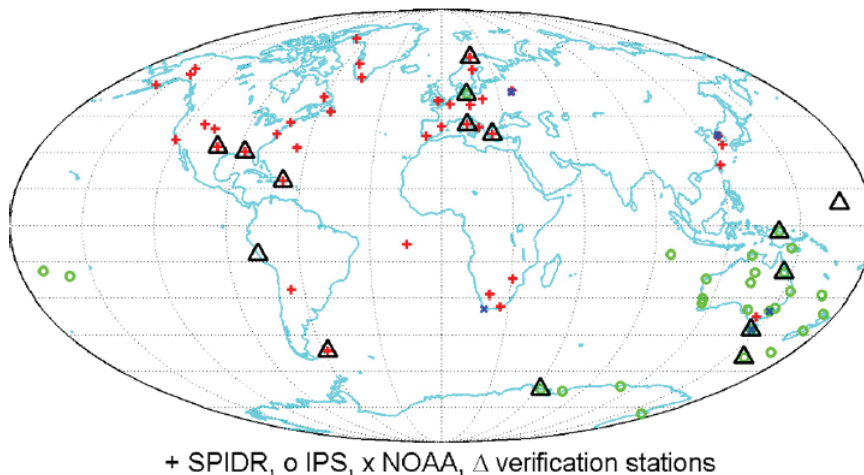 + SPIDR, o IPS, x NOAA, Δ verification stations